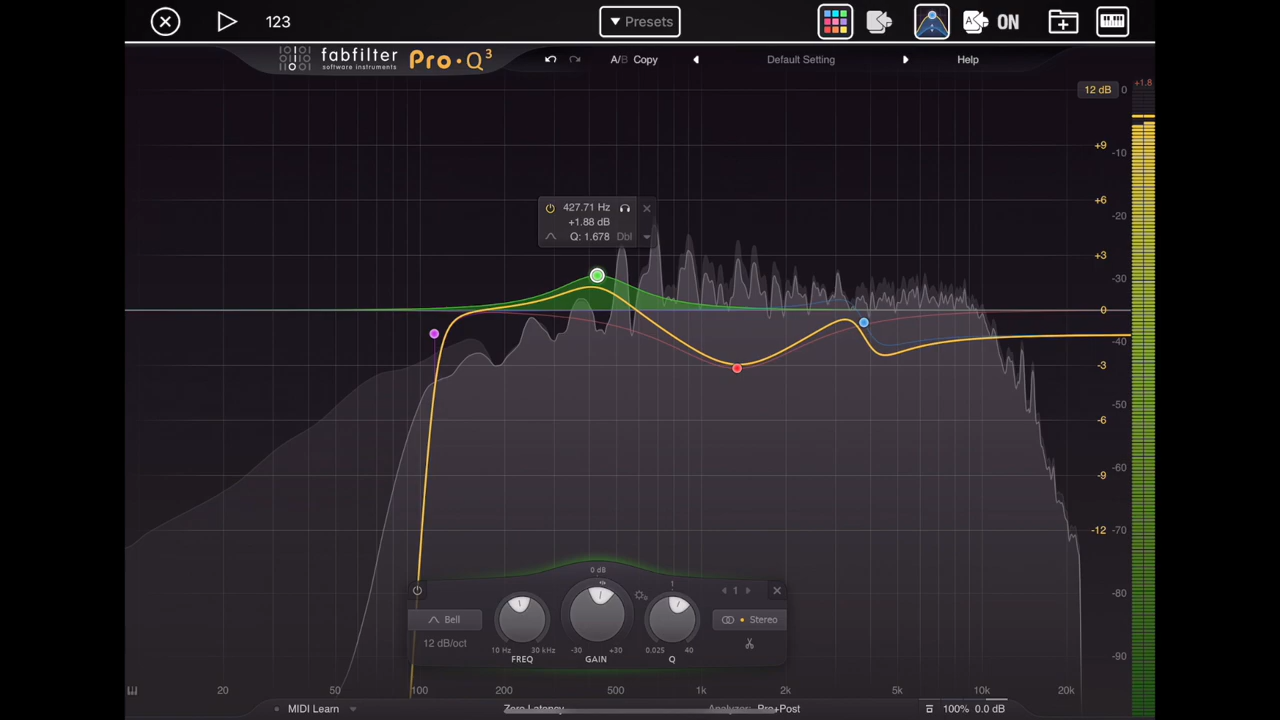 123
▼ Presets
ON
fabfilter
software instruments
Pro·Q³
A/B Copy
Default Setting
Help
+1.8
12 dB 0
+9
-10
+6
-20
+3
-30
0
-40
-3
-50
-6
-60
-9
-70
-12
-80
-90
427.71 Hz
+1.88 dB
Q: 1.678 Dbl
0 dB
1
1
Bell
Stereo
12 dB/oct
10 Hz 30 kHz
FREQ
-30 +30
GAIN
0.025 40
Q
20 50 100 200 500 1k 2k 5k 10k 20k
MIDI Learn
Zero Latency
Analyzer: Pre+Post
100% 0.0 dB